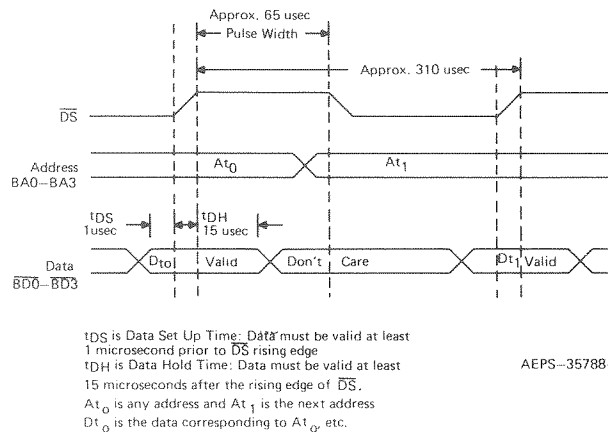 Approx. 65 usec
Pulse Width
Approx. 310 usec
DS
Address
BA0–BA3
At0
At1
tDS
1usec
tDH
15 usec
Data
BD0–BD3
Dto
Valid
Don't
Care
Dt1
Valid
tDS is Data Set Up Time: Data must be valid at least
1 microsecond prior to DS rising edge
tDH is Data Hold Time: Data must be valid at least
15 microseconds after the rising edge of DS.
Ato is any address and At1 is the next address
Dto is the data corresponding to Ato, etc.
AEPS–35788-